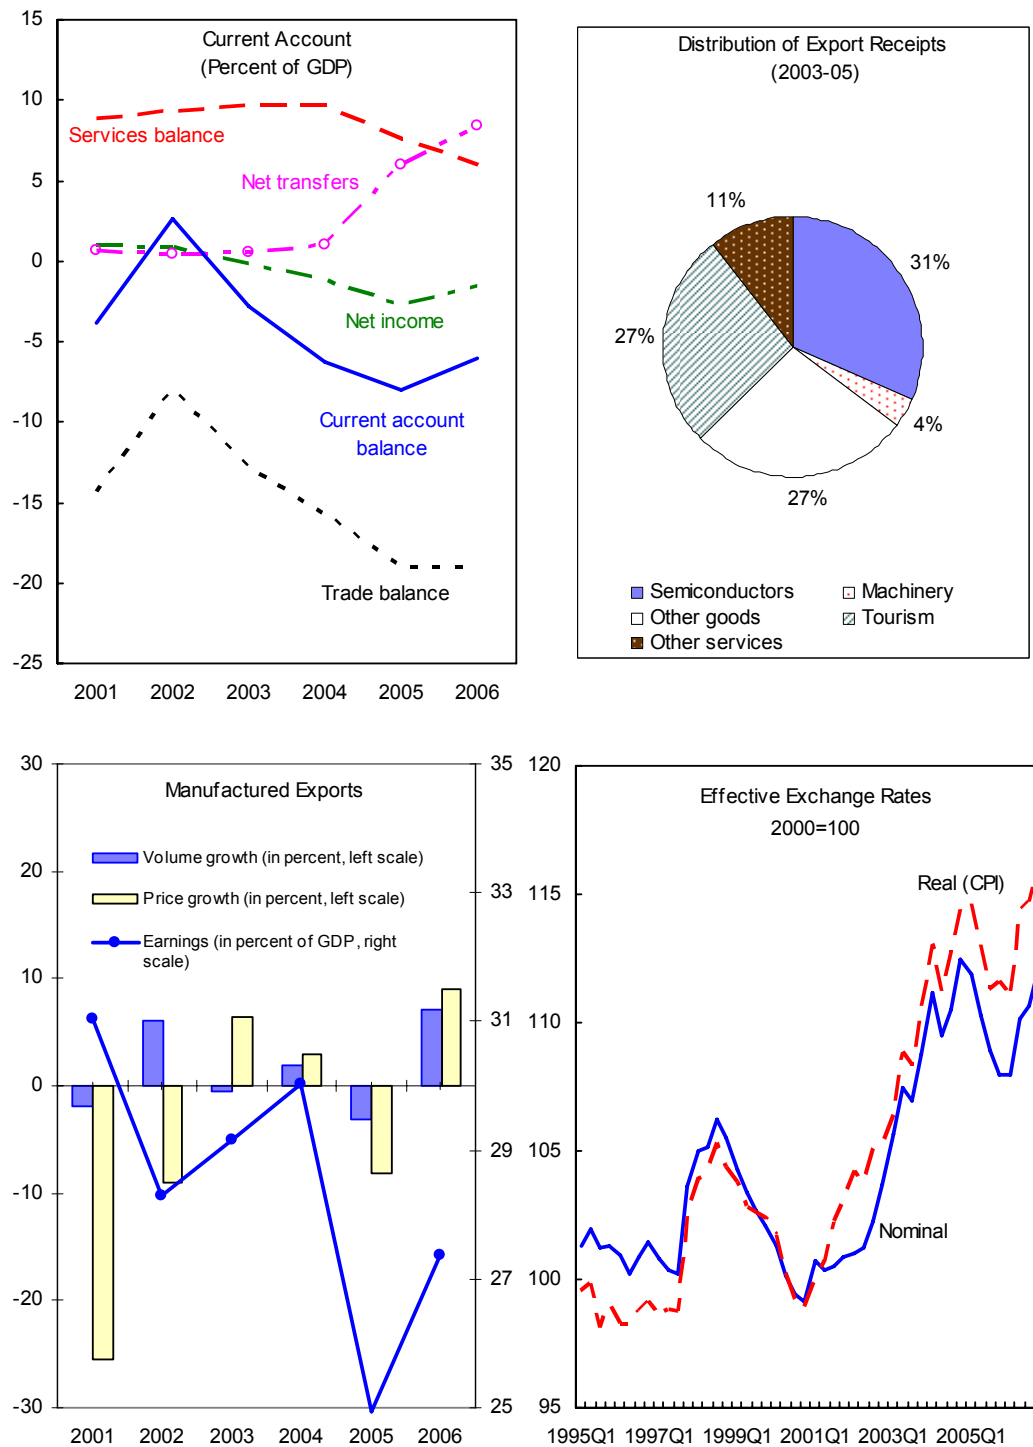 Current Account
(Percent of GDP)
15
10
5
0
-5
-10
-15
-20
-25
Services balance
Net transfers
Net income
Current account
balance
Trade balance
2001 2002 2003 2004 2005 2006
Distribution of Export Receipts
(2003-05)
11%
31%
27%
4%
27%
Semiconductors Machinery
Other goods Tourism
Other services
Manufactured Exports
30
20
10
0
-10
-20
-30
35
33
31
29
27
25
Volume growth (in percent, left scale)
Price growth (in percent, left scale)
Earnings (in percent of GDP, right
scale)
2001 2002 2003 2004 2005 2006
Effective Exchange Rates
2000=100
120
115
110
105
100
95
Real (CPI)
Nominal
1995Q1 1997Q1 1999Q1 2001Q1 2003Q1 2005Q1